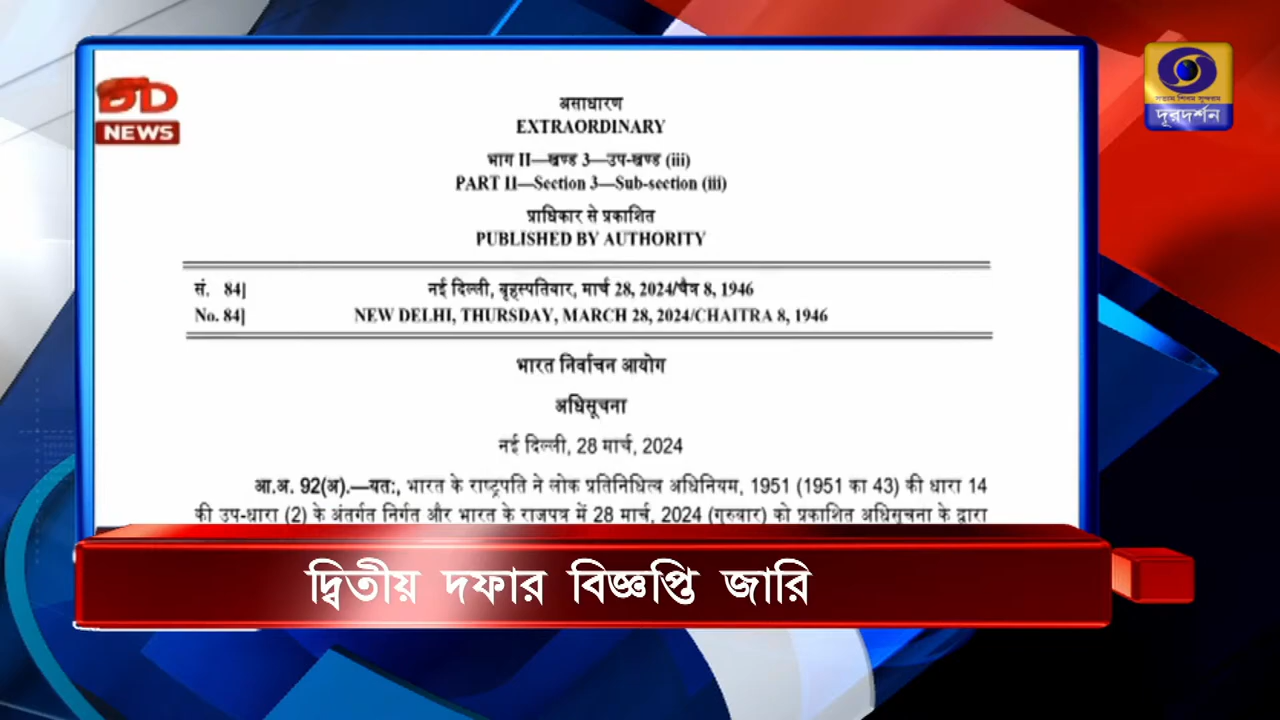 DD
NEWS
সত্যম শিবম সুন্দরম
দূরদর্শন
असाधारण
EXTRAORDINARY
भाग II—खण्ड 3—उप-खण्ड (iii)
PART II—Section 3—Sub-section (iii)
प्राधिकार से प्रकाशित
PUBLISHED BY AUTHORITY
सं. 84] नई दिल्ली, बृहस्पतिवार, मार्च 28, 2024/चैत्र 8, 1946
No. 84] NEW DELHI, THURSDAY, MARCH 28, 2024/CHAITRA 8, 1946
भारत निर्वाचन आयोग
अधिसूचना
नई दिल्ली, 28 मार्च, 2024
आ.अ. 92(अ).—यतः, भारत के राष्ट्रपति ने लोक प्रतिनिधित्व अधिनियम, 1951 (1951 का 43) की धारा 14
की उप-धारा (2) के अंतर्गत निर्गत और भारत के राजपत्र में 28 मार्च, 2024 (गुरुवार) को प्रकाशित अधिसूचना के द्वारा
দ্বিতীয় দফার বিজ্ঞপ্তি জারি